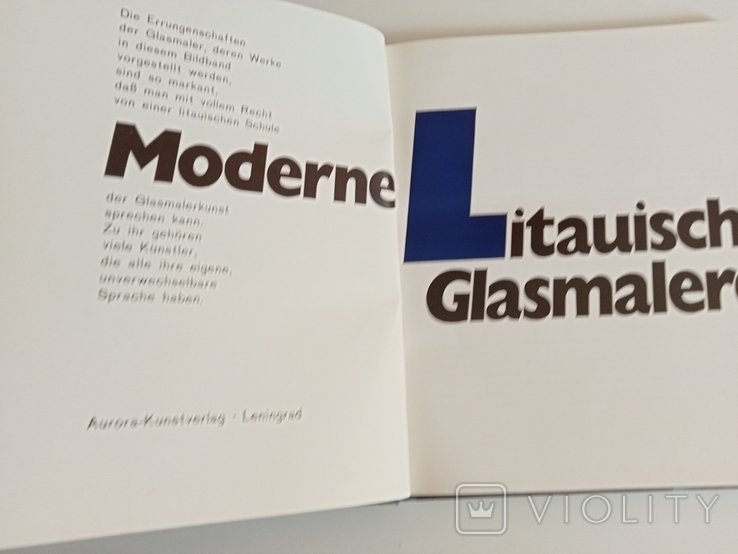 Die Errungenschaften
der Glasmaler, deren Werke
in diesem Bildband
vorgestellt werden,
sind so markant,
daß man mit vollem Recht
von einer litauischen Schule
Moderne
der Glasmalerkunst
sprechen kann.
Zu ihr gehören
viele Künstler,
die alle ihre eigene,
unverwechselbare
Sprache haben.
Aurora-Kunstverlag · Leningrad
Litauisch
Glasmalere
VIOLITY